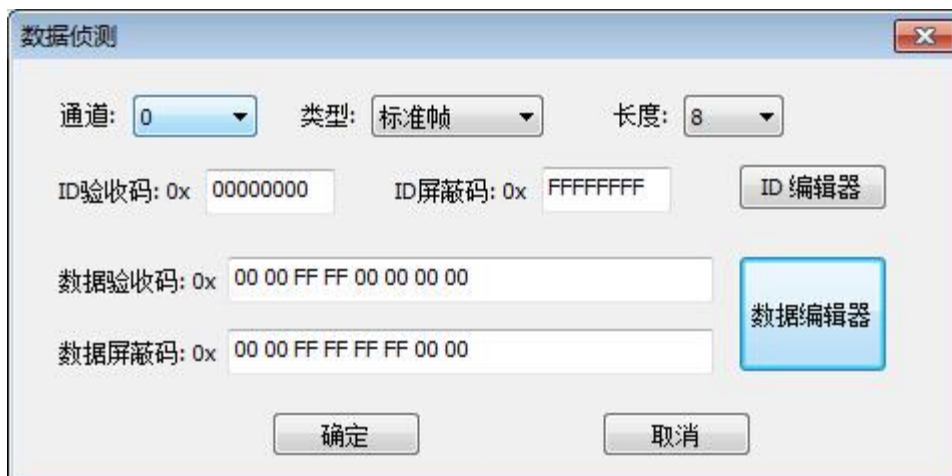 数据侦测
通道: 0 类型: 标准帧 长度: 8
ID验收码: 0x 00000000 ID屏蔽码: 0x FFFFFFFF ID 编辑器
数据验收码: 0x 00 00 FF FF 00 00 00 00
数据编辑器
数据屏蔽码: 0x 00 00 FF FF FF FF 00 00
确定 取消